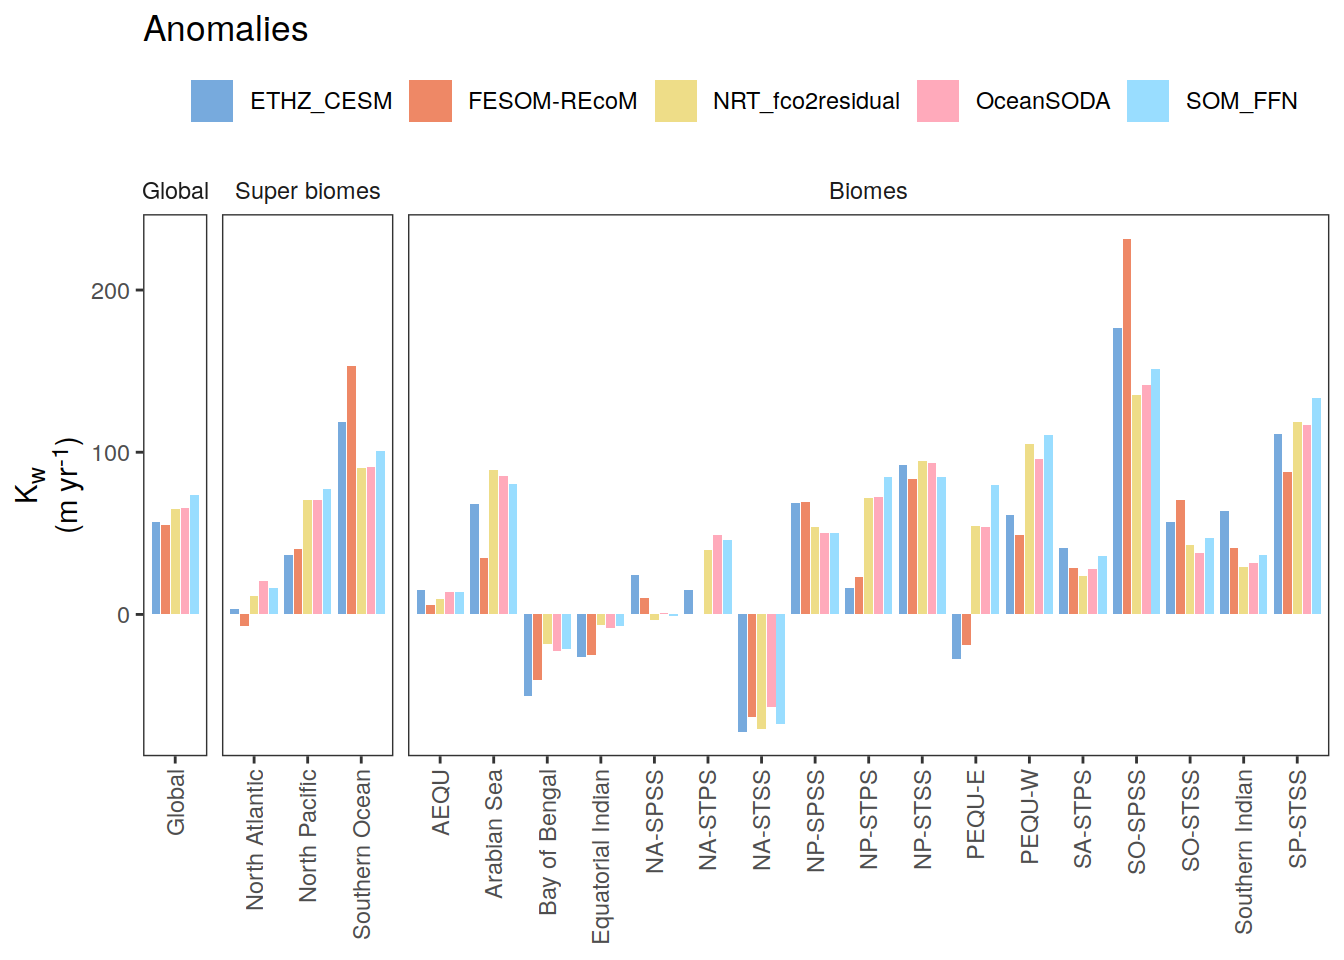 Anomalies
ETHZ_CESM FESOM-REcoM NRT_fco2residual OceanSODA SOM_FFN
Global Super biomes Biomes
K_w
(m yr⁻¹)
200
100
0
Global
North Atlantic
North Pacific
Southern Ocean
AEQU
Arabian Sea
Bay of Bengal
Equatorial Indian
NA-SPSS
NA-STPS
NA-STSS
NP-SPSS
NP-STPS
NP-STSS
PEQU-E
PEQU-W
SA-STPS
SO-SPSS
SO-STSS
Southern Indian
SP-STSS